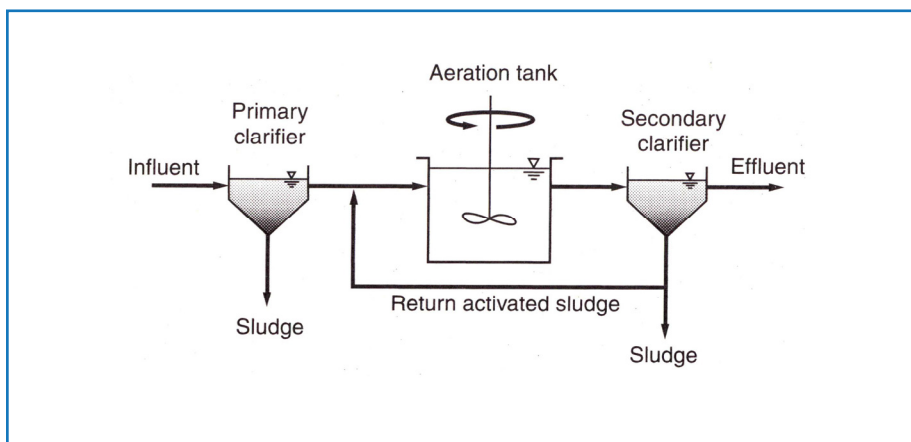 Aeration tank
Primary
clarifier
Secondary
clarifier
Influent
Effluent
Return activated sludge
Sludge
Sludge